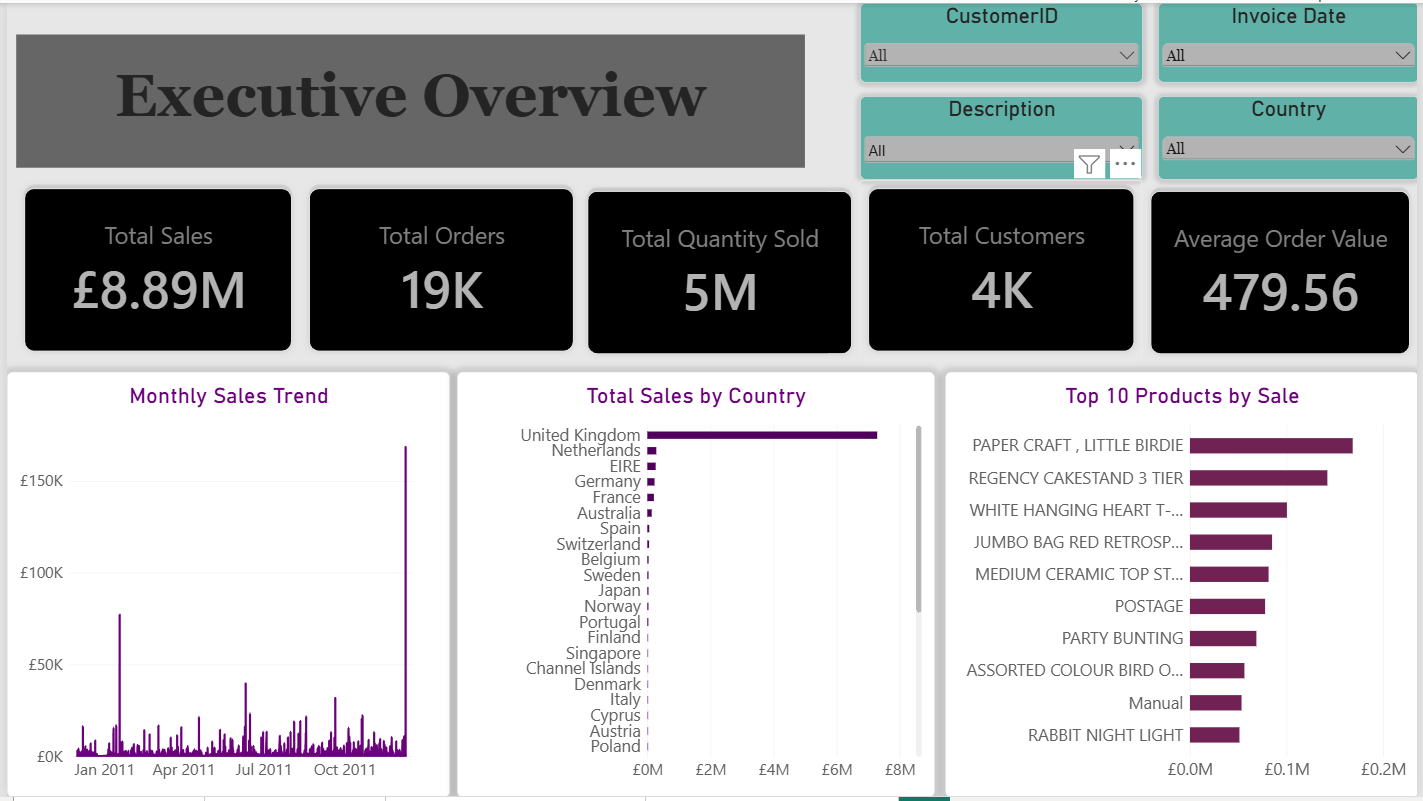 Executive Overview
CustomerID
All
Invoice Date
All
Description
All
Country
All
Total Sales
£8.89M
Total Orders
19K
Total Quantity Sold
5M
Total Customers
4K
Average Order Value
479.56
Monthly Sales Trend
£150K
£100K
£50K
£0K
Jan 2011 Apr 2011 Jul 2011 Oct 2011
Total Sales by Country
United Kingdom
Netherlands
EIRE
Germany
France
Australia
Spain
Switzerland
Belgium
Sweden
Japan
Norway
Portugal
Finland
Singapore
Channel Islands
Denmark
Italy
Cyprus
Austria
Poland
£0M £2M £4M £6M £8M
Top 10 Products by Sale
PAPER CRAFT , LITTLE BIRDIE
REGENCY CAKESTAND 3 TIER
WHITE HANGING HEART T-...
JUMBO BAG RED RETROSP...
MEDIUM CERAMIC TOP ST...
POSTAGE
PARTY BUNTING
ASSORTED COLOUR BIRD O...
Manual
RABBIT NIGHT LIGHT
£0.0M £0.1M £0.2M